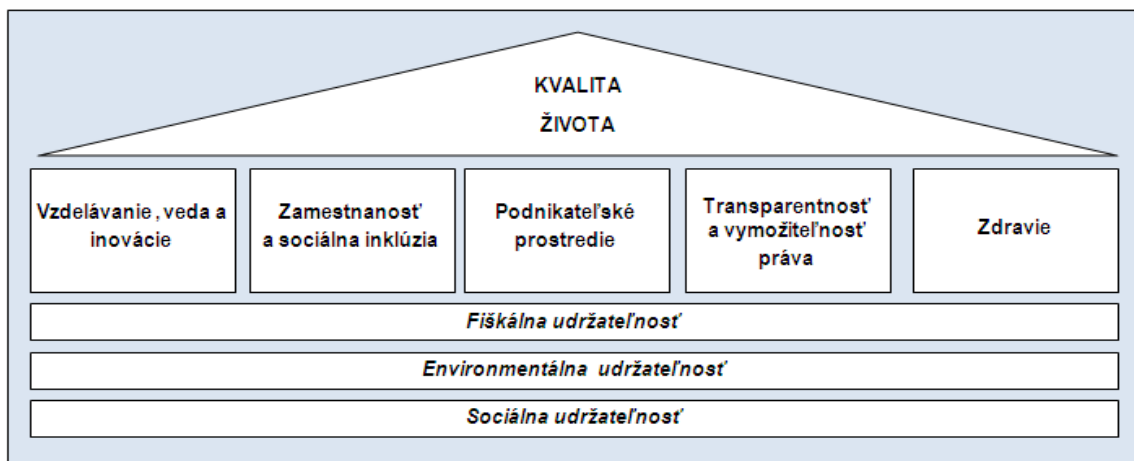 KVALITA
ŽIVOTA
Vzdelávanie, veda a
inovácie
Zamestnanosť
a sociálna inklúzia
Podnikateľské
prostredie
Transparentnosť
a vymožiteľnosť
práva
Zdravie
Fiškálna udržateľnosť
Environmentálna udržateľnosť
Sociálna udržateľnosť